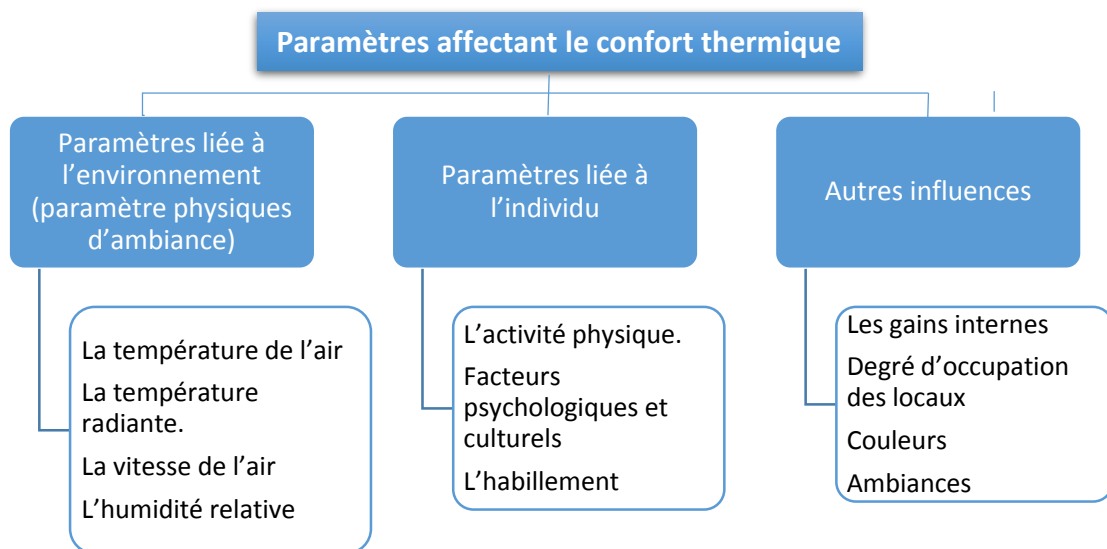 Paramètres affectant le confort thermique
Paramètres liée à
l’environnement
(paramètre physiques
d’ambiance)
La température de l’air
La température
radiante.
La vitesse de l’air
L’humidité relative
Paramètres liée à
l’individu
L’activité physique.
Facteurs
psychologiques et
culturels
L’habillement
Autres influences
Les gains internes
Degré d’occupation
des locaux
Couleurs
Ambiances